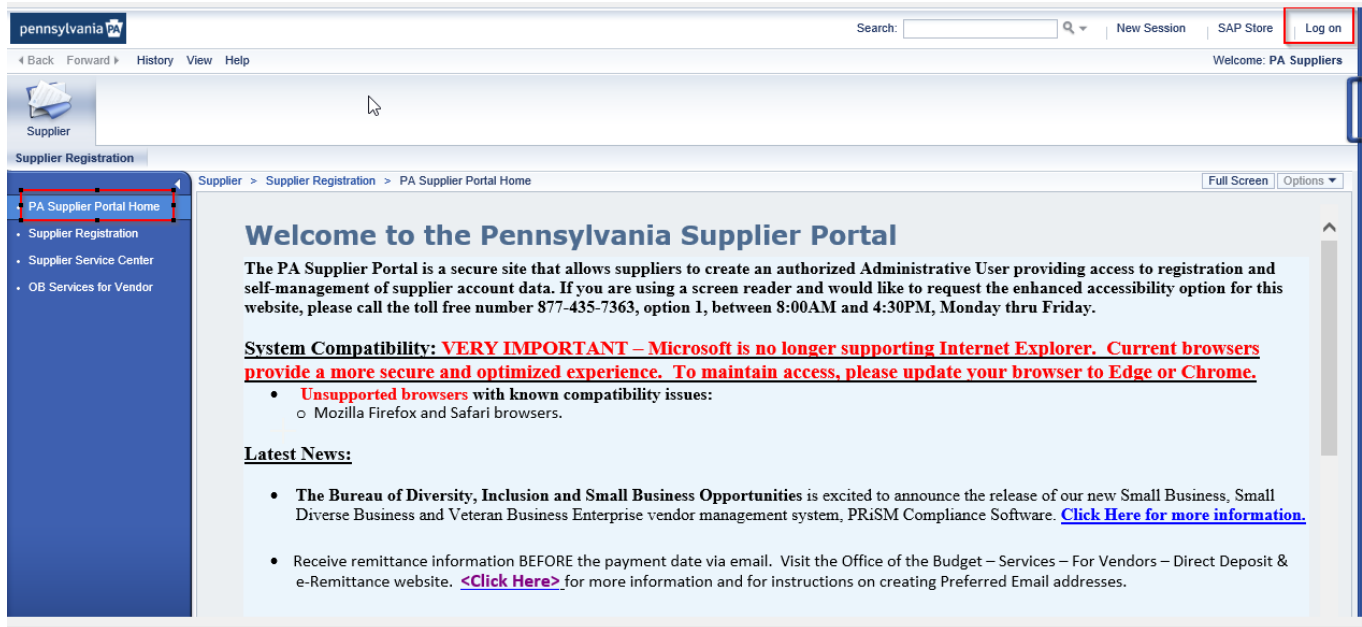 pennsylvania PA
Search:
New Session
SAP Store
Log on
Back Forward History View Help
Welcome: PA Suppliers
Supplier
Supplier Registration
Supplier > Supplier Registration > PA Supplier Portal Home
Full Screen
Options
• PA Supplier Portal Home
• Supplier Registration
• Supplier Service Center
• OB Services for Vendor
Welcome to the Pennsylvania Supplier Portal
The PA Supplier Portal is a secure site that allows suppliers to create an authorized Administrative User providing access to registration and
self-management of supplier account data. If you are using a screen reader and would like to request the enhanced accessibility option for this
website, please call the toll free number 877-435-7363, option 1, between 8:00AM and 4:30PM, Monday thru Friday.
System Compatibility: VERY IMPORTANT – Microsoft is no longer supporting Internet Explorer. Current browsers
provide a more secure and optimized experience. To maintain access, please update your browser to Edge or Chrome.
• Unsupported browsers with known compatibility issues:
o Mozilla Firefox and Safari browsers.
Latest News:
• The Bureau of Diversity, Inclusion and Small Business Opportunities is excited to announce the release of our new Small Business, Small
Diverse Business and Veteran Business Enterprise vendor management system, PRiSM Compliance Software. Click Here for more information.
• Receive remittance information BEFORE the payment date via email. Visit the Office of the Budget – Services – For Vendors – Direct Deposit &
e-Remittance website. <Click Here> for more information and for instructions on creating Preferred Email addresses.